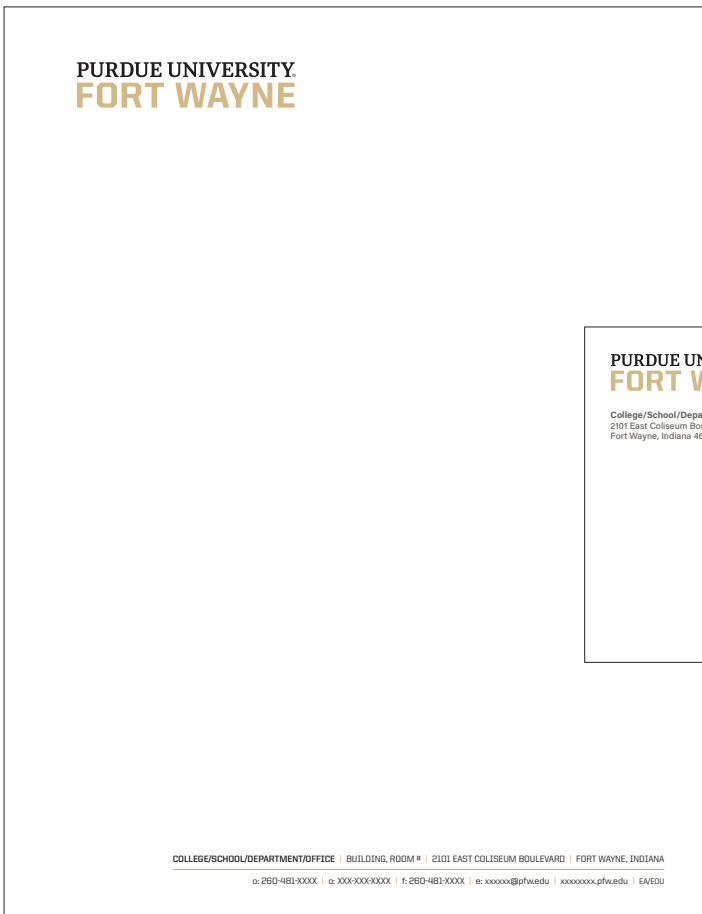 PURDUE UNIVERSITY®
FORT WAYNE
PURDUE UN
FORT W
College/School/Depa
2101 East Coliseum Bou
Fort Wayne, Indiana 46
COLLEGE/SCHOOL/DEPARTMENT/OFFICE | BUILDING, ROOM # | 2101 EAST COLISEUM BOULEVARD | FORT WAYNE, INDIANA
o: 260-481-XXXX | o: XXX-XXX-XXXX | f: 260-481-XXXX | e: xxxxxx@pfw.edu | xxxxxxxx.pfw.edu | EA/EOU